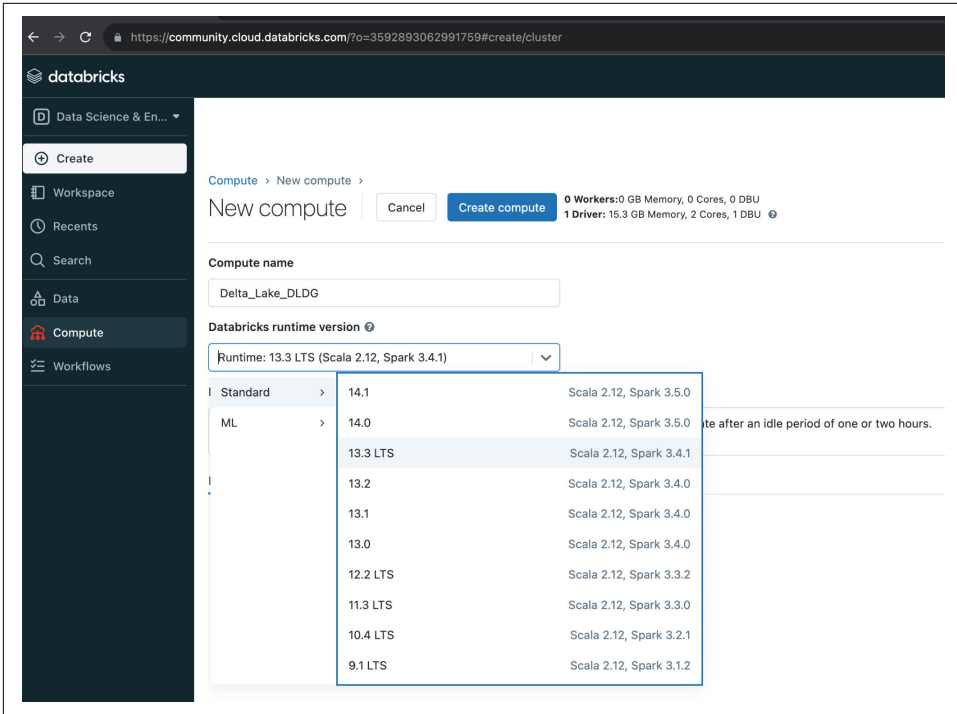 https://community.cloud.databricks.com/?o=3592893062991759#create/cluster
databricks
D Data Science & En...
Create
Workspace
Recents
Search
Data
Compute
Workflows
Compute > New compute >
New compute
Cancel
Create compute
0 Workers:0 GB Memory, 0 Cores, 0 DBU
1 Driver: 15.3 GB Memory, 2 Cores, 1 DBU ?
Compute name
Delta_Lake_DLDG
Databricks runtime version ?
Runtime: 13.3 LTS (Scala 2.12, Spark 3.4.1)
Standard >
ML >
14.1 Scala 2.12, Spark 3.5.0
14.0 Scala 2.12, Spark 3.5.0
after an idle period of one or two hours.
13.3 LTS Scala 2.12, Spark 3.4.1
13.2 Scala 2.12, Spark 3.4.0
13.1 Scala 2.12, Spark 3.4.0
13.0 Scala 2.12, Spark 3.4.0
12.2 LTS Scala 2.12, Spark 3.3.2
11.3 LTS Scala 2.12, Spark 3.3.0
10.4 LTS Scala 2.12, Spark 3.2.1
9.1 LTS Scala 2.12, Spark 3.1.2